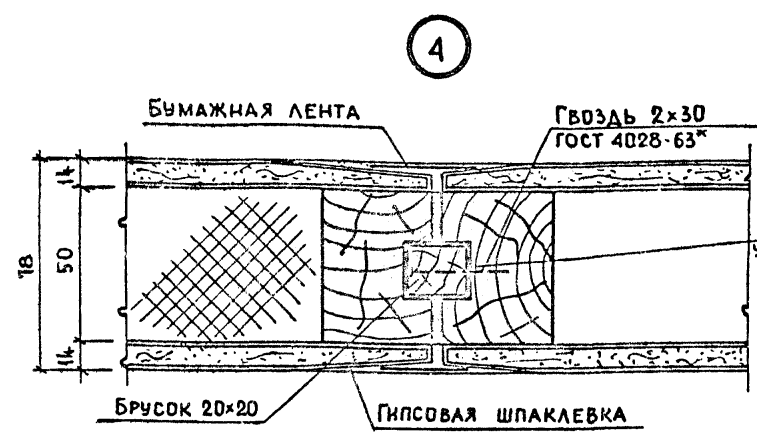 4
БУМАЖНАЯ ЛЕНТА
ГВОЗДЬ 2×30
ГОСТ 4028-63*
14
78
50
14
БРУСОК 20×20
ГИПСОВАЯ ШПАКЛЕВКА